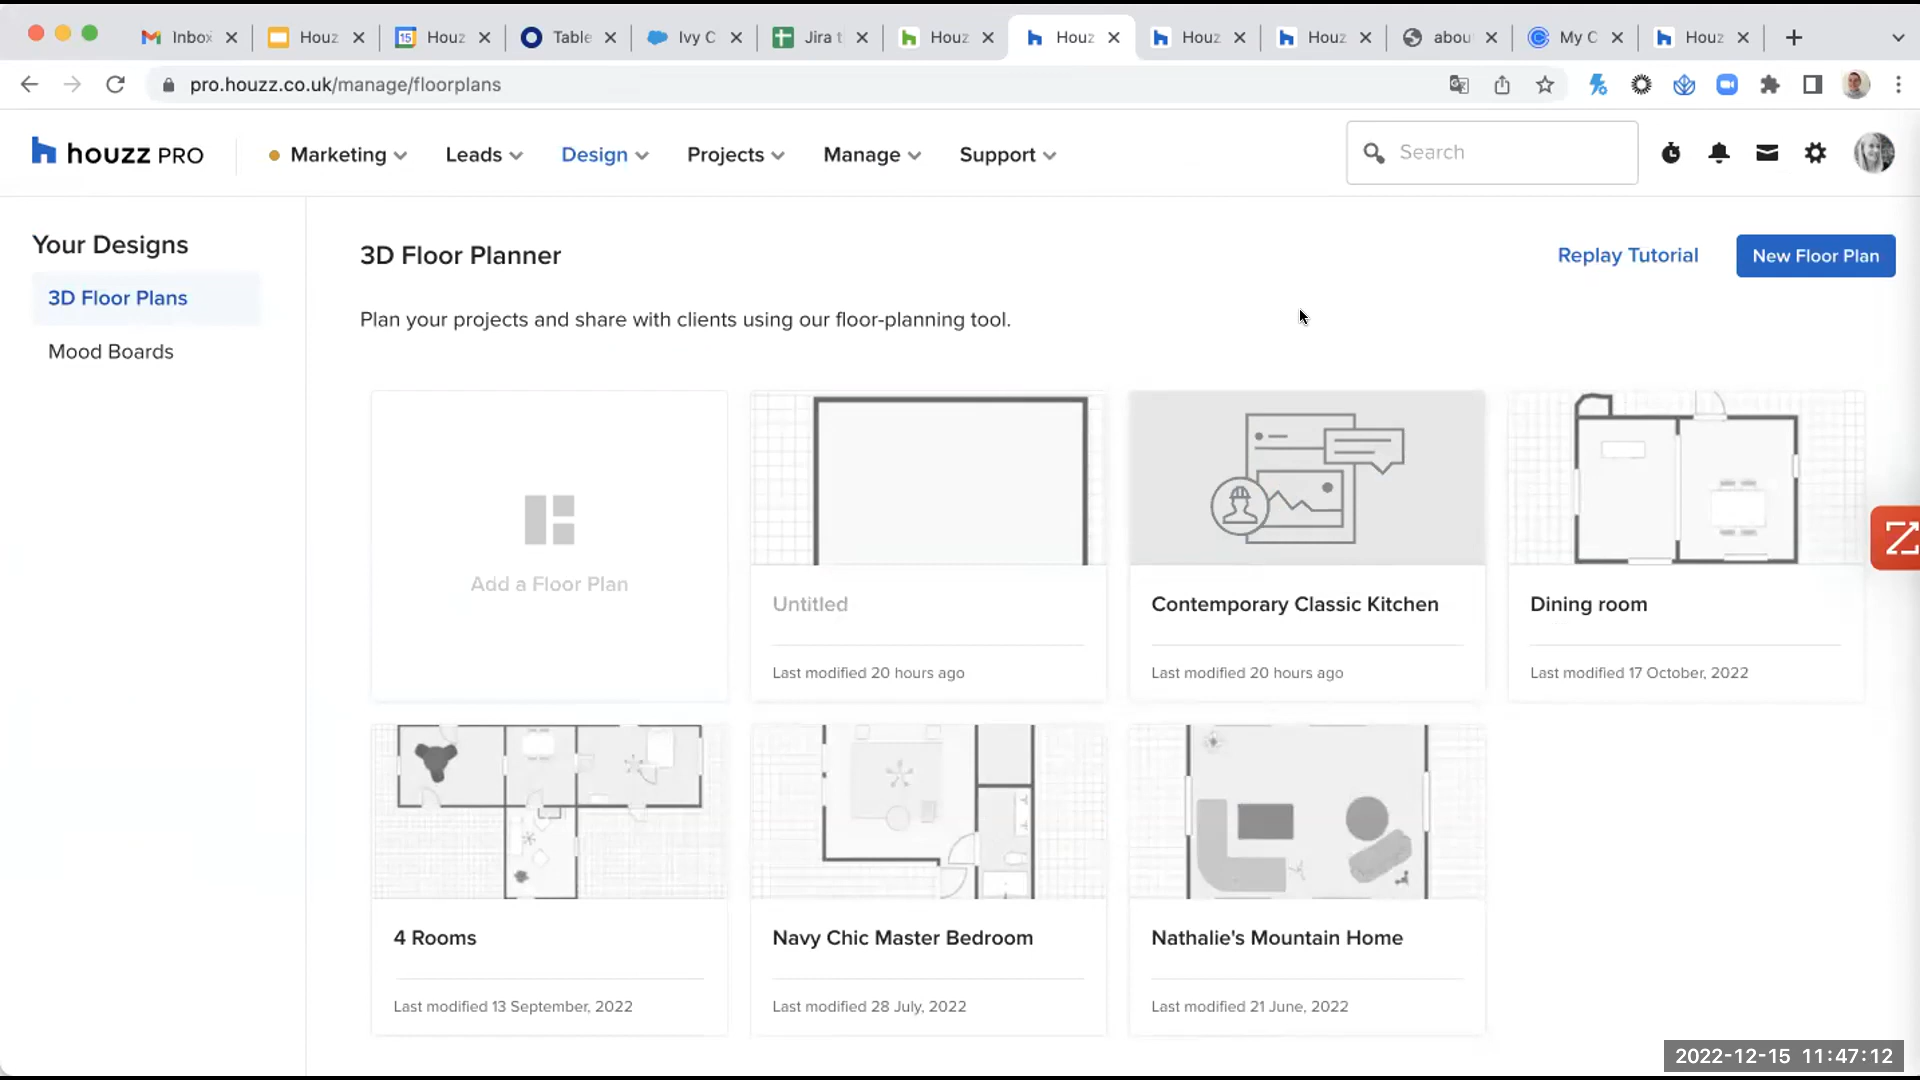 Inbox
Houz
Houz
Table
Ivy C
Jira t
Houz
Houz
Houz
Houz
abou
My C
Houz
15
pro.houzz.co.uk/manage/floorplans
houzz PRO
Marketing
Leads
Design
Projects
Manage
Support
Search
Your Designs
3D Floor Plans
Mood Boards
3D Floor Planner
Replay Tutorial
New Floor Plan
Plan your projects and share with clients using our floor-planning tool.
Add a Floor Plan
Untitled
Last modified 20 hours ago
Contemporary Classic Kitchen
Last modified 20 hours ago
Dining room
Last modified 17 October, 2022
4 Rooms
Last modified 13 September, 2022
Navy Chic Master Bedroom
Last modified 28 July, 2022
Nathalie's Mountain Home
Last modified 21 June, 2022
2022-12-15 11:47:12